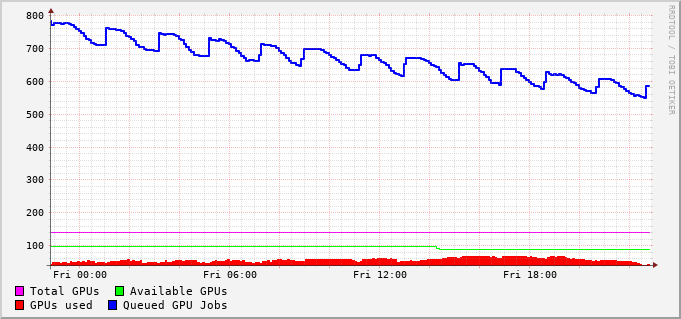 800
700
600
500
400
300
200
100
Fri 00:00 Fri 06:00 Fri 12:00 Fri 18:00
Total GPUs Available GPUs
GPUs used Queued GPU Jobs
RRDTOOL / TOBI OETIKER